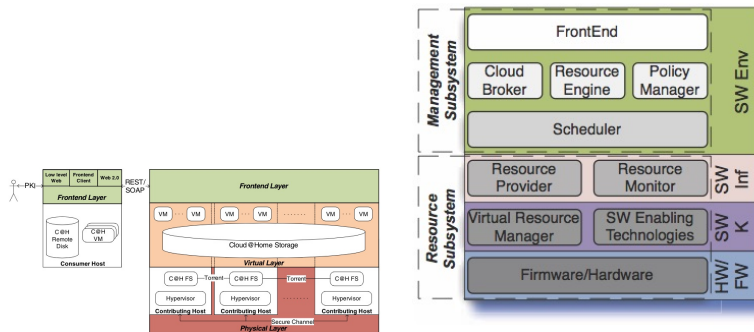 PKI
Low level
Web
Frontend
Client
Web 2.0
Frontend Layer
C@H
Remote
Disk
C@H
VM
Consumer Host
REST/
SOAP
Frontend Layer
VM ······ VM
VM ······ VM
········
VM ······ VM
Cloud @Home Storage
Virtual Layer
C@H FS
Torrent
C@H FS
Torrent
C@H FS
Hypervisor
Hypervisor
········
Hypervisor
Contributing Host
Contributing Host
Contributing Host
Secure Channel
Physical Layer
Management
Subsystem
FrontEnd
Cloud
Broker
Resource
Engine
Policy
Manager
Scheduler
SW Env
Resource
Subsystem
Resource
Provider
Resource
Monitor
SW
Inf
Virtual Resource
Manager
SW Enabling
Technologies
SW
K
Firmware/Hardware
HW/
FW